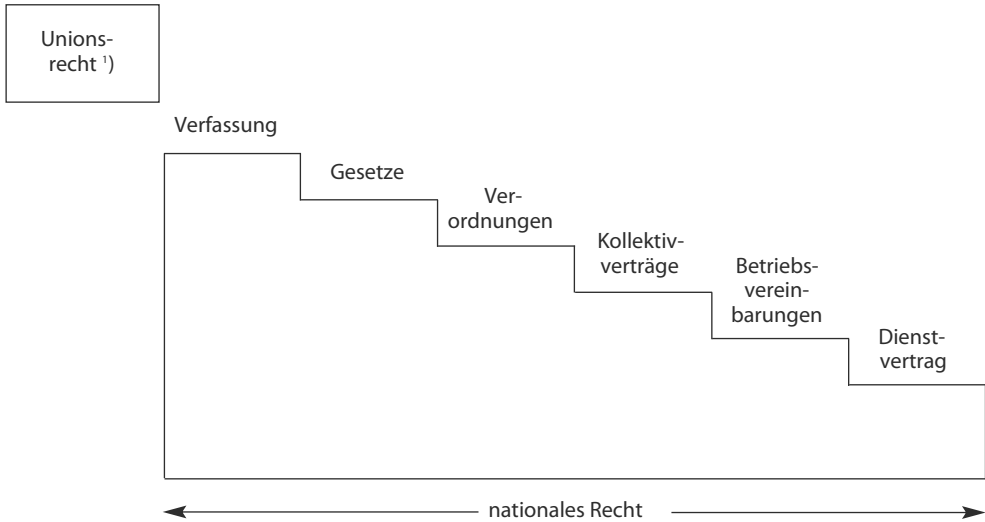 Unions-
recht ¹)
Verfassung
Gesetze
Ver-
ordnungen
Kollektiv-
verträge
Betriebs-
verein-
barungen
Dienst-
vertrag
nationales Recht